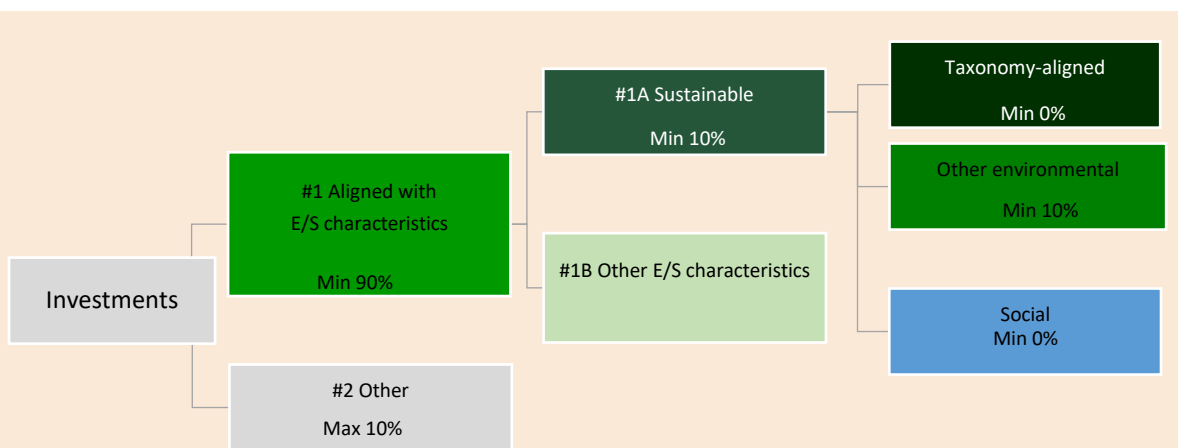 Investments
#1 Aligned with
E/S characteristics
Min 90%
#2 Other
Max 10%
#1A Sustainable
Min 10%
#1B Other E/S characteristics
Taxonomy-aligned
Min 0%
Other environmental
Min 10%
Social
Min 0%